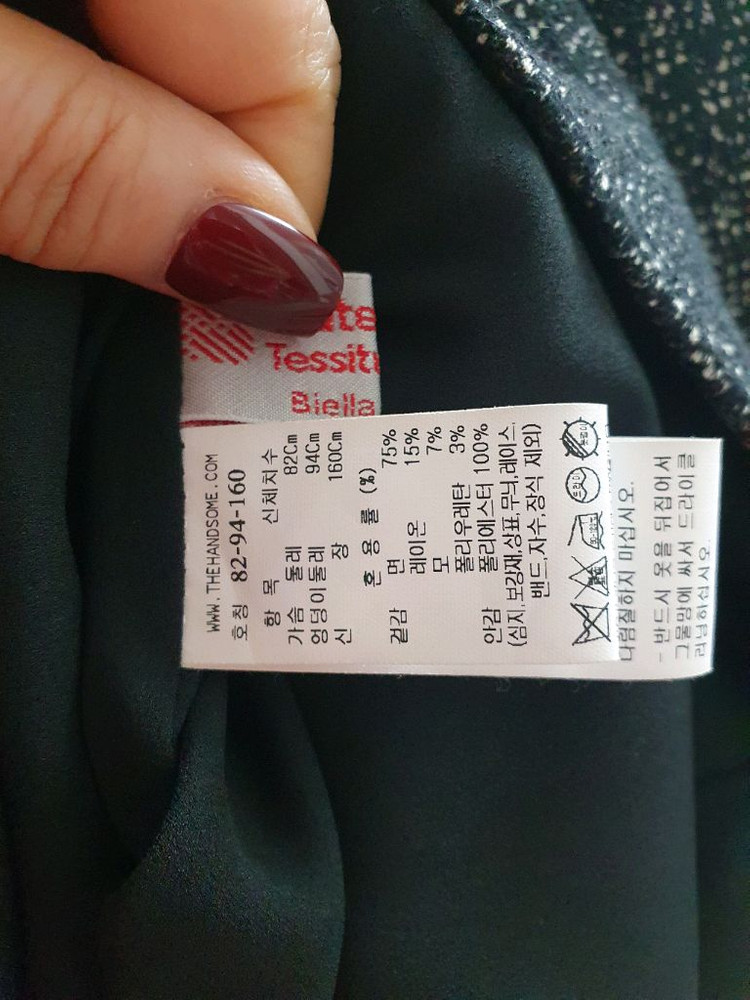 Tessit
Biella
WWW.THEHANDSOME.COM
호칭 82-94-160
항 목 신체치수
가슴 둘레 82Cm
엉덩이둘레 94Cm
신 장 160Cm
혼 용 률 (%)
겉감 면 75%
레이온 15%
모 7%
폴리우레탄 3%
안감 폴리에스터 100%
(심지,보강재,상표,무늬,레이스,
밴드,자수,장식 제외)
드라이
다림질하지 마십시오.
- 반드시 옷을 뒤집어서
그물망에 싸서 드라이클
리닝하십시오.